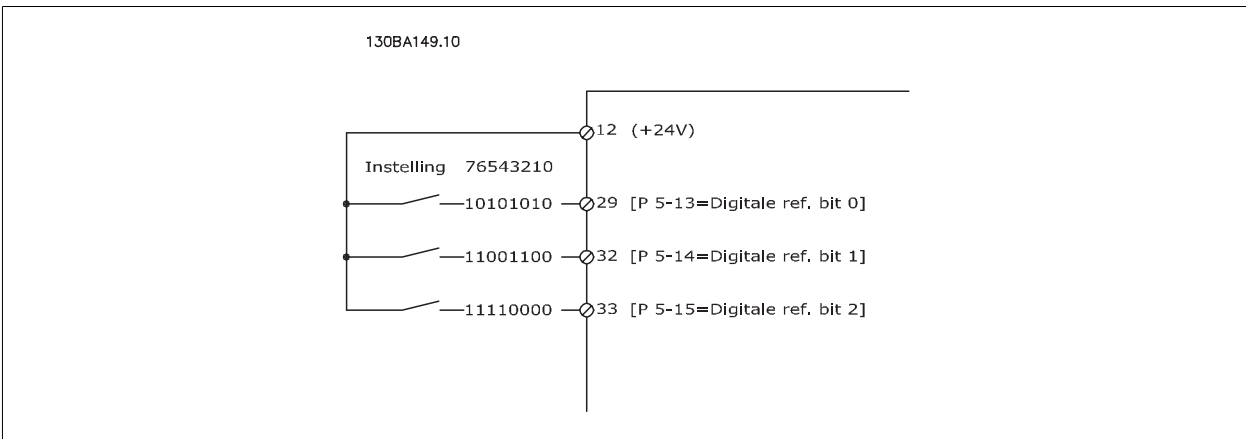 130BA149.10
12 (+24V)
Instelling 76543210
10101010 29 [P 5-13=Digitale ref. bit 0]
11001100 32 [P 5-14=Digitale ref. bit 1]
11110000 33 [P 5-15=Digitale ref. bit 2]